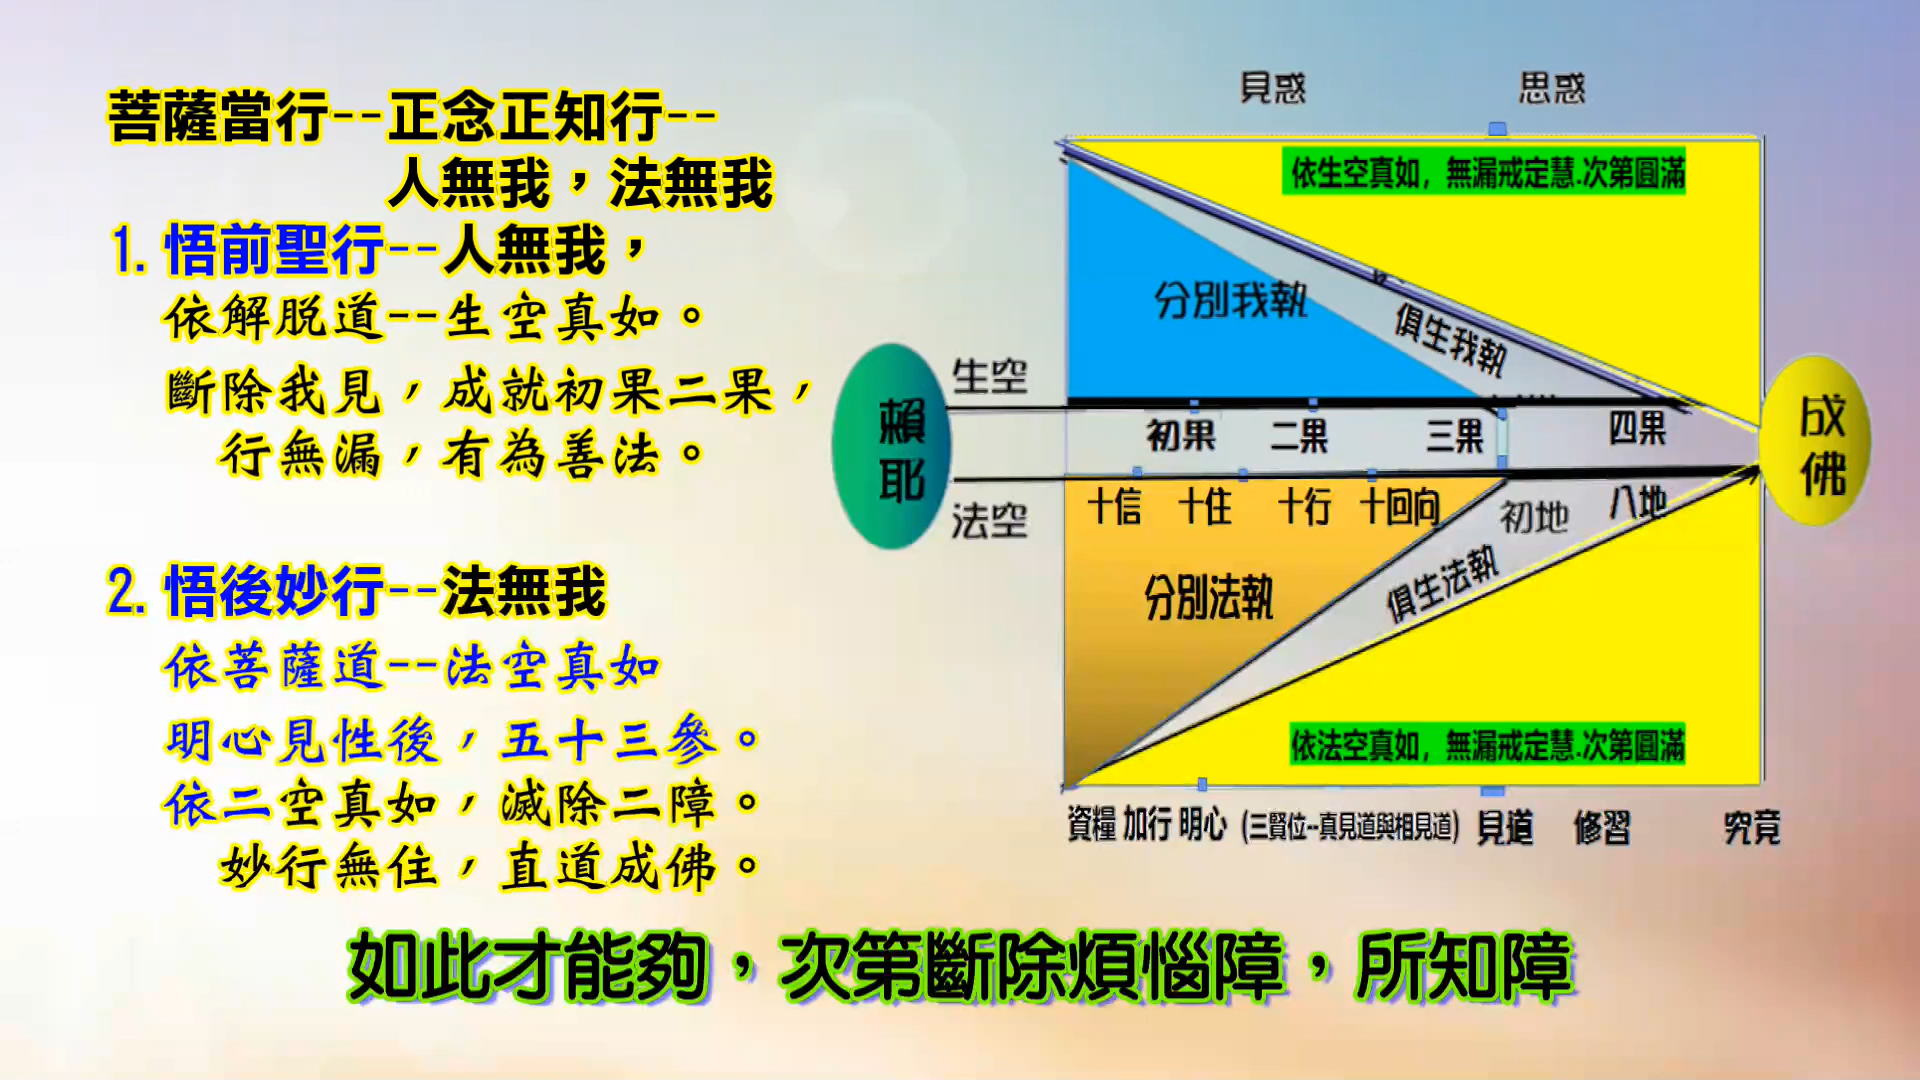 菩薩當行--正念正知行--
人無我，法無我
1.悟前聖行--人無我，
依解脫道--生空真如。
斷除我見，成就初果二果，
行無漏，有為善法。
2.悟後妙行--法無我
依菩薩道--法空真如
明心見性後，五十三參。
依二空真如，滅除二障。
妙行無住，直道成佛。
見惑 思惑
依生空真如，無漏戒定慧.次第圓滿
分別我執
俱生我執
生空
賴耶
初果 二果 三果 四果
成佛
法空
十信 十住 十行 十回向 初地 八地
分別法執
俱生法執
依法空真如，無漏戒定慧.次第圓滿
資糧 加行 明心 (三賢位--真見道與相見道) 見道 修習 究竟
如此才能夠，次第斷除煩惱障，所知障